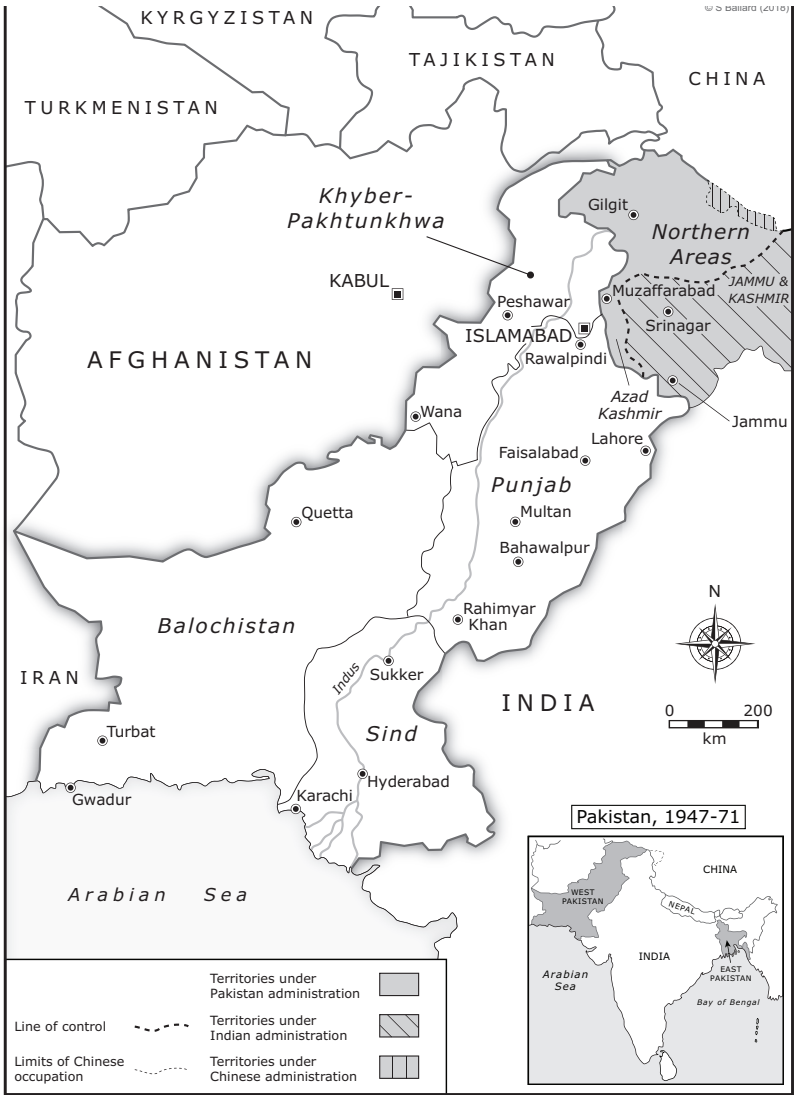 © S Ballard (2018)
KYRGYZISTAN
TAJIKISTAN
CHINA
TURKMENISTAN
Khyber-
Pakhtunkhwa
Gilgit
Northern
Areas
KABUL
JAMMU &
KASHMIR
Muzaffarabad
Peshawar
Srinagar
ISLAMABAD
Rawalpindi
AFGHANISTAN
Azad
Kashmir
Wana
Jammu
Lahore
Faisalabad
Punjab
Quetta
Multan
Bahawalpur
N
Rahimyar
Khan
Balochistan
IRAN
Indus
Sukker
INDIA
0 200
km
Turbat
Sind
Hyderabad
Gwadur
Karachi
Pakistan, 1947-71
Arabian Sea
CHINA
WEST
PAKISTAN
NEPAL
INDIA
EAST
PAKISTAN
Arabian
Sea
Bay of Bengal
Territories under
Pakistan administration
Line of control
Territories under
Indian administration
Limits of Chinese
occupation
Territories under
Chinese administration